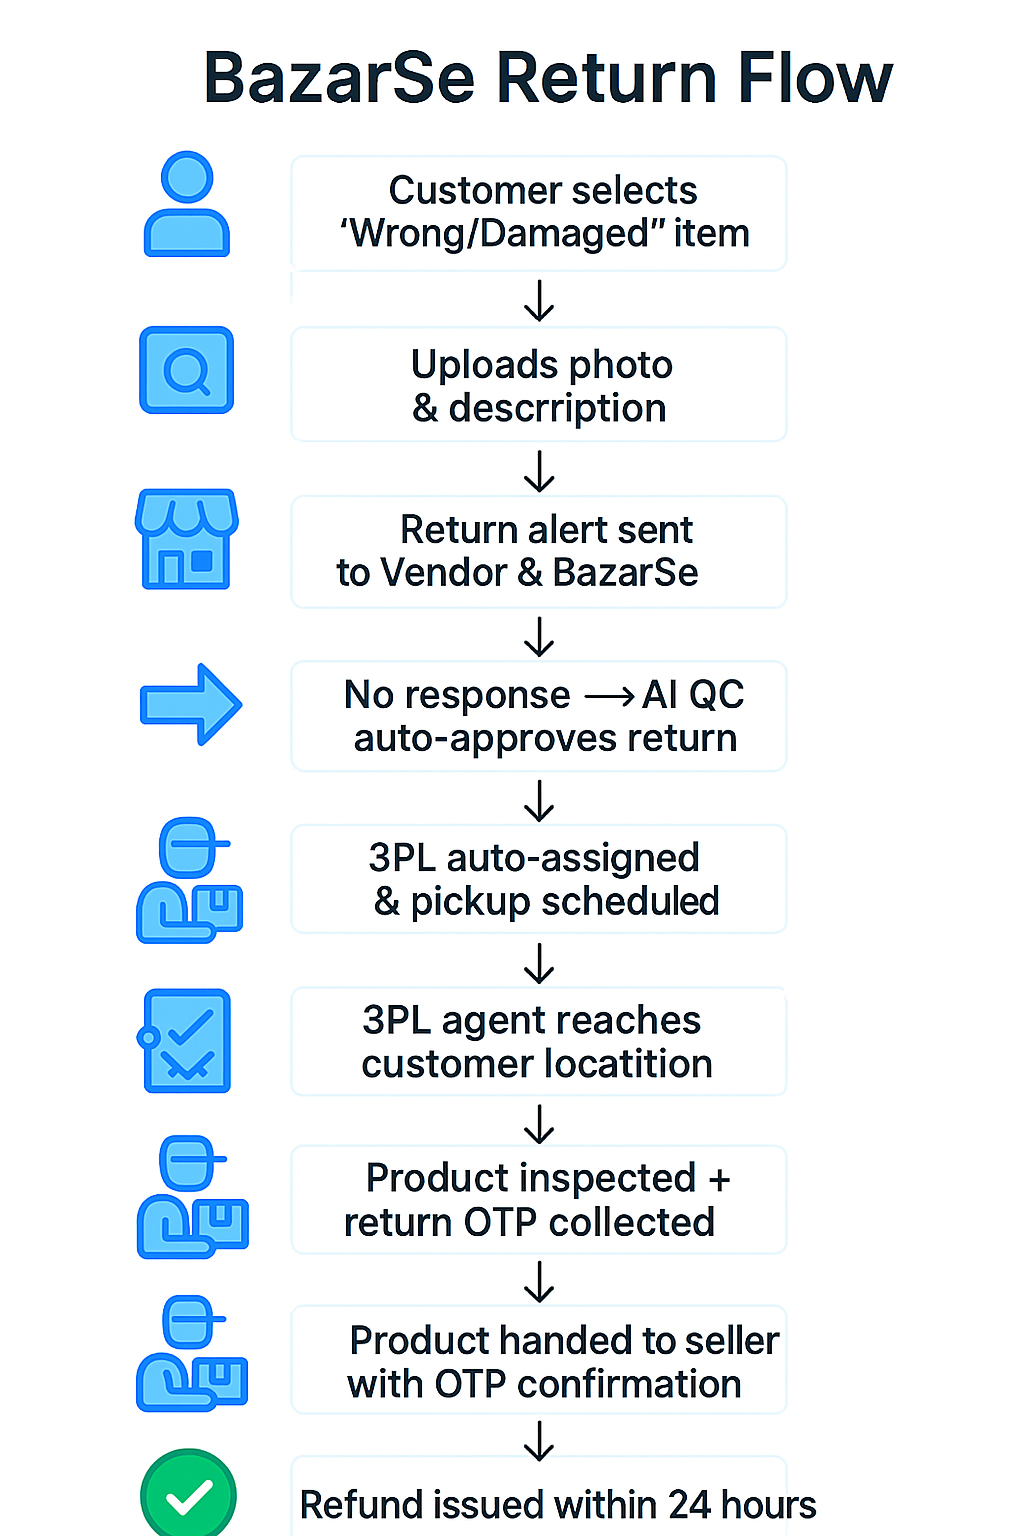 BazarSe Return Flow
Customer selects
‘Wrong/Damaged” item
Uploads photo
& descrription
Return alert sent
to Vendor & BazarSe
No response → AI QC
auto-approves return
3PL auto-assigned
& pickup scheduled
3PL agent reaches
customer locatition
Product inspected +
return OTP collected
Product handed to seller
with OTP confirmation
Refund issued within 24 hours